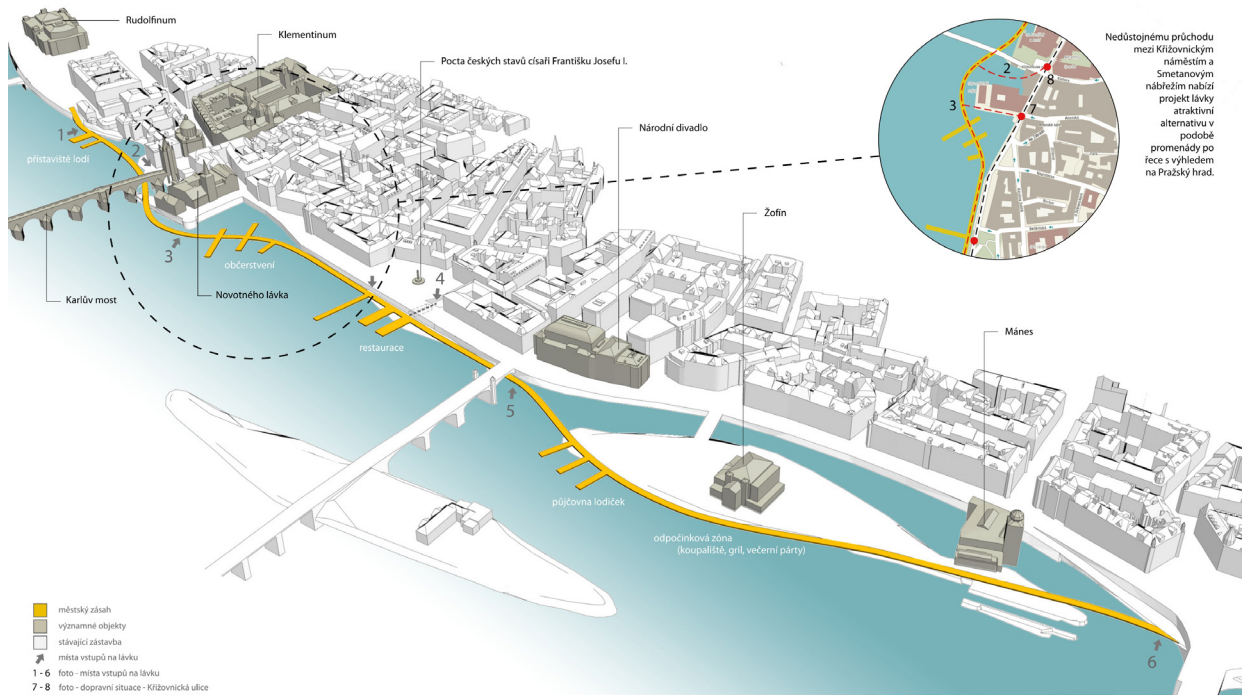 Rudolfinum
Klementinum
Pocta českých stavů císaři Františku Josefu I.
Národní divadlo
Žofín
Mánes
Karlův most
Novotného lávka
přístaviště lodí
občerstvení
restaurace
půjčovna lodiček
odpočinková zóna
(koupaliště, gril, večerní párty)
1
2
3
4
5
6
2
8
3
7
Nedůstojnému průchodu
mezi Křižovnickým
náměstím a
Smetanovým
nábřežím nabízí
projekt lávky
atraktivní
alternativu v
podobě
promenády po
řece s výhledem
na Pražský hrad.
městský zásah
významné objekty
stávající zástavba
místa vstupů na lávku
1 - 6 foto - místa vstupů na lávku
7 - 8 foto - dopravní situace - Křižovnická ulice